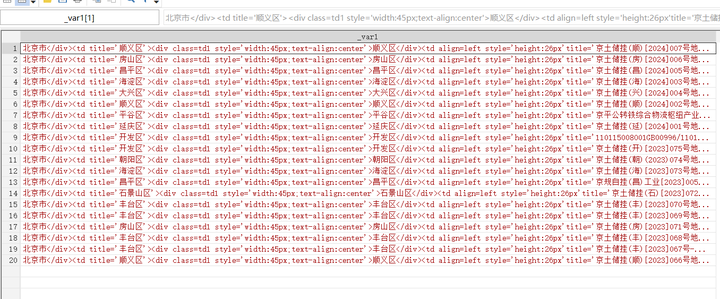 _var1[1]
北京市</div><td title='顺义区'><div class=td1 style='width:45px;text-align:center'>顺义区</div><td align=left style='height:26px'title='京土储挂
_var1
1 北京市</div><td title='顺义区'><div class=td1 style='width:45px;text-align:center'>顺义区</div><td align=left style='height:26px'title='京土储挂(顺)[2024]007号地...
2 北京市</div><td title='房山区'><div class=td1 style='width:45px;text-align:center'>房山区</div><td align=left style='height:26px'title='京土储挂(房)[2024]006号地...
3 北京市</div><td title='昌平区'><div class=td1 style='width:45px;text-align:center'>昌平区</div><td align=left style='height:26px'title='京土储挂(昌)[2024]005号地...
4 北京市</div><td title='海淀区'><div class=td1 style='width:45px;text-align:center'>海淀区</div><td align=left style='height:26px'title='京土储挂(海)[2024]003号地...
5 北京市</div><td title='大兴区'><div class=td1 style='width:45px;text-align:center'>大兴区</div><td align=left style='height:26px'title='京土储挂(兴)[2024]004号地...
6 北京市</div><td title='顺义区'><div class=td1 style='width:45px;text-align:center'>顺义区</div><td align=left style='height:26px'title='京土储挂(顺)[2024]002号地...
7 北京市</div><td title='平谷区'><div class=td1 style='width:45px;text-align:center'>平谷区</div><td align=left style='height:26px'title='京平公转铁综合物流枢纽产业...
8 北京市</div><td title='延庆区'><div class=td1 style='width:45px;text-align:center'>延庆区</div><td align=left style='height:26px'title='京土储挂(延)[2024]001号地...
9 北京市</div><td title='开发区'><div class=td1 style='width:45px;text-align:center'>开发区</div><td align=left style='height:26px'title='110115008001GB00996/1101...
10 北京市</div><td title='开发区'><div class=td1 style='width:45px;text-align:center'>开发区</div><td align=left style='height:26px'title='京土储挂(开)[2023]075号地...
11 北京市</div><td title='朝阳区'><div class=td1 style='width:45px;text-align:center'>朝阳区</div><td align=left style='height:26px'title='京土储挂(朝)(2023)074号地...
12 北京市</div><td title='海淀区'><div class=td1 style='width:45px;text-align:center'>海淀区</div><td align=left style='height:26px'title='京土储挂(海)[2023]073号地...
13 北京市</div><td title='昌平区'><div class=td1 style='width:45px;text-align:center'>昌平区</div><td align=left style='height:26px'title='京规自挂(昌)工业[2023]005...
14 北京市</div><td title='石景山区'><div class=td1 style='width:45px;text-align:center'>石景山区</div><td align=left style='height:26px'title='京土储挂(石)[2023]072...
15 北京市</div><td title='丰台区'><div class=td1 style='width:45px;text-align:center'>丰台区</div><td align=left style='height:26px'title='京土储挂(丰)[2023]070号地...
16 北京市</div><td title='丰台区'><div class=td1 style='width:45px;text-align:center'>丰台区</div><td align=left style='height:26px'title='京土储挂(丰)[2023]069号地...
17 北京市</div><td title='房山区'><div class=td1 style='width:45px;text-align:center'>房山区</div><td align=left style='height:26px'title='京土储挂(房)[2023]071号地...
18 北京市</div><td title='丰台区'><div class=td1 style='width:45px;text-align:center'>丰台区</div><td align=left style='height:26px'title='京土储挂(丰)[2023]068号地...
19 北京市</div><td title='丰台区'><div class=td1 style='width:45px;text-align:center'>丰台区</div><td align=left style='height:26px'title='京土储挂(丰)[2023]067号-...
20 北京市</div><td title='顺义区'><div class=td1 style='width:45px;text-align:center'>顺义区</div><td align=left style='height:26px'title='京土储挂(顺)[2023]066号地...